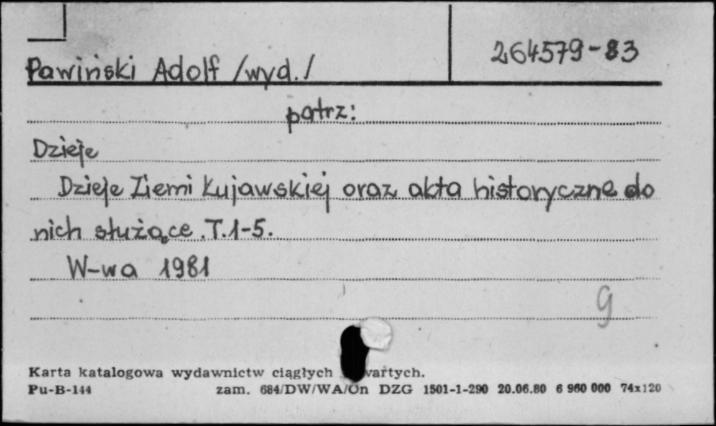 264579-83
Pawiński Adolf /wyd./
patrz:
Dzieje
Dzieje Ziemi Kujawskiej oraz akta historyczne do
nich służące. T.1-5.
W-wa 1981
g
Karta katalogowa wydawnictw ciągłych
Pu-B-144 zam. 684/DW/WA/On DZG 1501-1-290 20.06.80 6 960 000 74x120